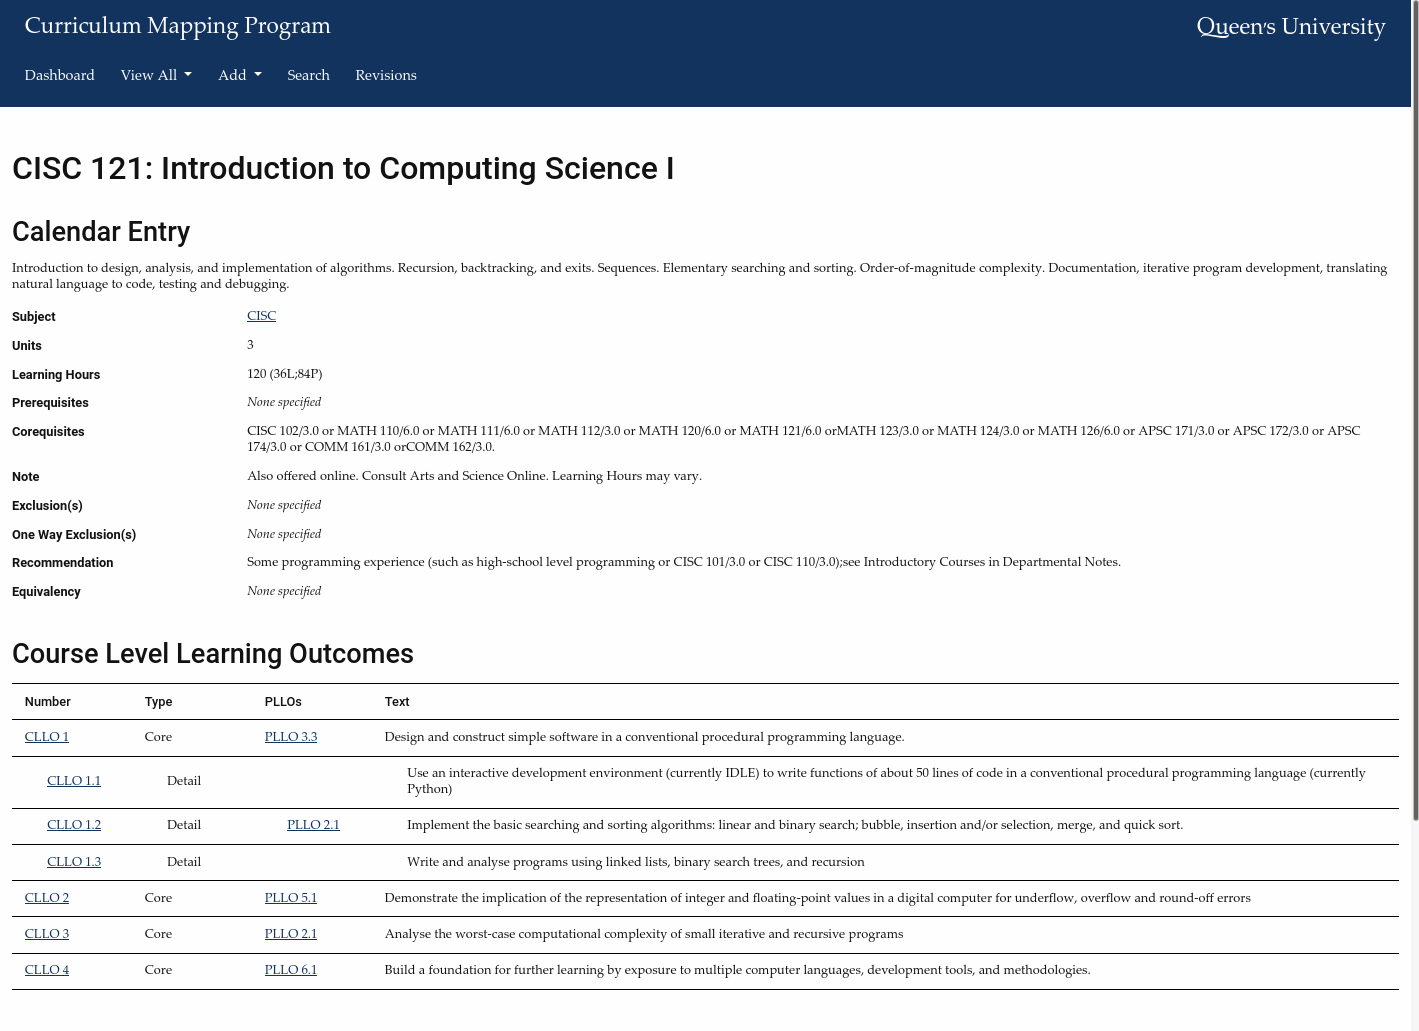 Curriculum Mapping Program
Queen's University
Dashboard View All Add Search Revisions
CISC 121: Introduction to Computing Science I
Calendar Entry
Introduction to design, analysis, and implementation of algorithms. Recursion, backtracking, and exits. Sequences. Elementary searching and sorting. Order-of-magnitude complexity. Documentation, iterative program development, translating
natural language to code, testing and debugging.
Subject CISC
Units 3
Learning Hours 120 (36L;84P)
Prerequisites None specified
Corequisites CISC 102/3.0 or MATH 110/6.0 or MATH 111/6.0 or MATH 112/3.0 or MATH 120/6.0 or MATH 121/6.0 orMATH 123/3.0 or MATH 124/3.0 or MATH 126/6.0 or APSC 171/3.0 or APSC 172/3.0 or APSC
174/3.0 or COMM 161/3.0 orCOMM 162/3.0.
Note Also offered online. Consult Arts and Science Online. Learning Hours may vary.
Exclusion(s) None specified
One Way Exclusion(s) None specified
Recommendation Some programming experience (such as high-school level programming or CISC 101/3.0 or CISC 110/3.0);see Introductory Courses in Departmental Notes.
Equivalency None specified
Course Level Learning Outcomes
Number Type PLLOs Text
CLLO 1 Core PLLO 3.3 Design and construct simple software in a conventional procedural programming language.
CLLO 1.1 Detail Use an interactive development environment (currently IDLE) to write functions of about 50 lines of code in a conventional procedural programming language (currently
Python)
CLLO 1.2 Detail PLLO 2.1 Implement the basic searching and sorting algorithms: linear and binary search; bubble, insertion and/or selection, merge, and quick sort.
CLLO 1.3 Detail Write and analyse programs using linked lists, binary search trees, and recursion
CLLO 2 Core PLLO 5.1 Demonstrate the implication of the representation of integer and floating-point values in a digital computer for underflow, overflow and round-off errors
CLLO 3 Core PLLO 2.1 Analyse the worst-case computational complexity of small iterative and recursive programs
CLLO 4 Core PLLO 6.1 Build a foundation for further learning by exposure to multiple computer languages, development tools, and methodologies.